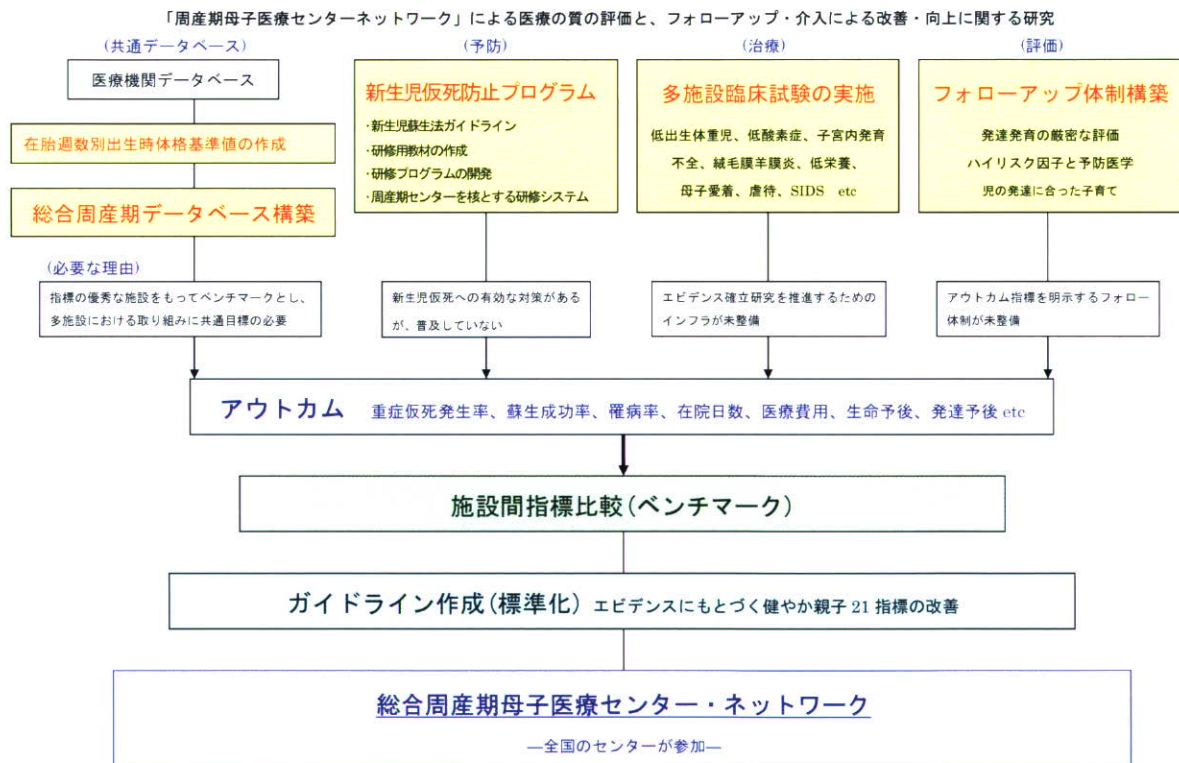 「周産期母子医療センターネットワーク」による医療の質の評価と、フォローアップ・介入による改善・向上に関する研究
(共通データベース)
医療機関データベース
在胎週数別出生時体格基準値の作成
総合周産期データベース構築
(必要な理由)
指標の優秀な施設をもってベンチマークとし、
多施設における取り組みに共通目標の必要
(予防)
新生児仮死防止プログラム
・新生児蘇生法ガイドライン
・研修用教材の作成
・研修プログラムの開発
・周産期センターを核とする研修システム
新生児仮死への有効な対策がある
が、普及していない
(治療)
多施設臨床試験の実施
低出生体重児、低酸素症、子宮内発育
不全、絨毛膜羊膜炎、低栄養、
母子愛着、虐待、SIDS etc
エビデンス確立研究を推進するための
インフラが未整備
(評価)
フォローアップ体制構築
発達発育の厳密な評価
ハイリスク因子と予防医学
児の発達に合った子育て
アウトカム指標を明示するフォロー
体制が未整備
アウトカム 重症仮死発生率、蘇生成功率、罹病率、在院日数、医療費用、生命予後、発達予後 etc
施設間指標比較(ベンチマーク)
ガイドライン作成(標準化) エビデンスにもとづく健やか親子 21 指標の改善
総合周産期母子医療センター・ネットワーク
―全国のセンターが参加―